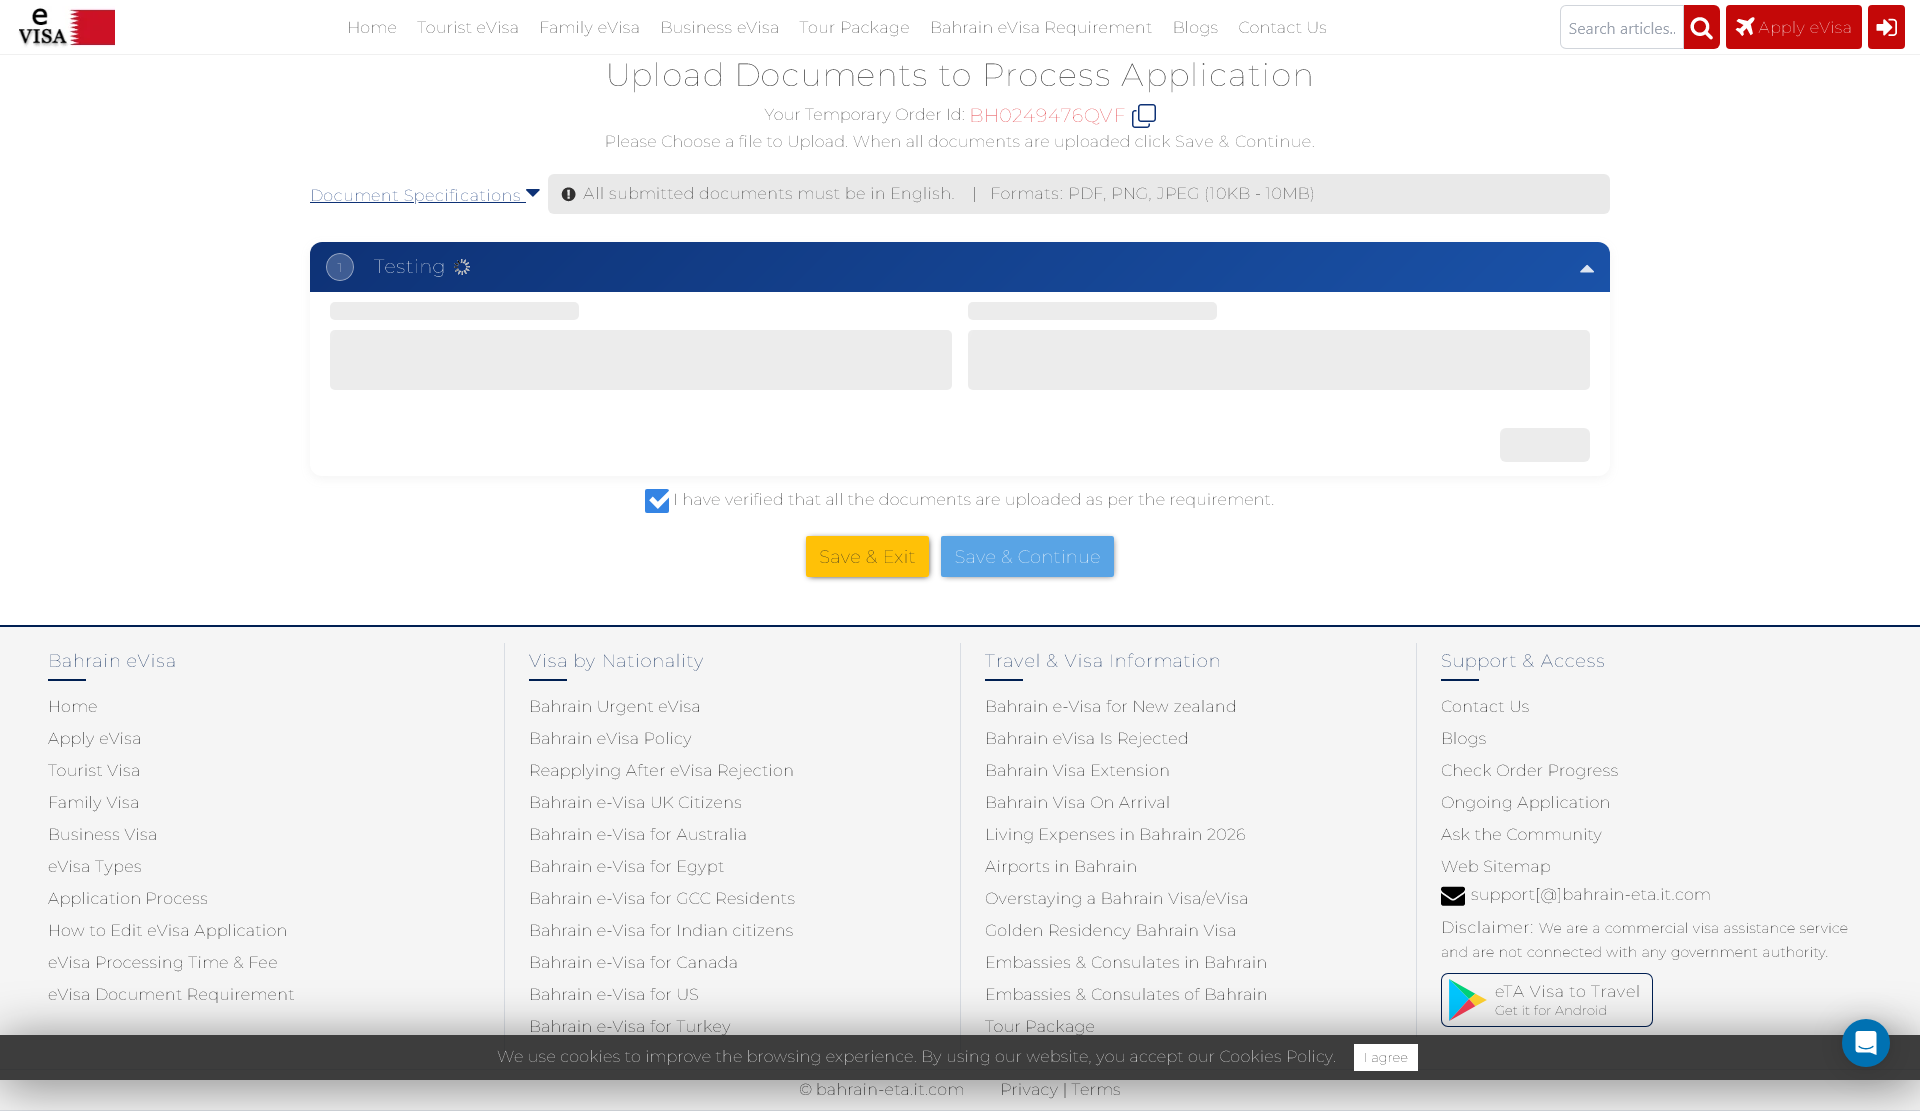 e
VISA
Home Tourist eVisa Family eVisa Business eVisa Tour Package Bahrain eVisa Requirement Blogs Contact Us
Search articles..
Apply eVisa
Upload Documents to Process Application
Your Temporary Order Id: BH0249476QVF
Please Choose a file to Upload. When all documents are uploaded click Save & Continue.
Document Specifications
All submitted documents must be in English. | Formats: PDF, PNG, JPEG (10KB - 10MB)
1 Testing
I have verified that all the documents are uploaded as per the requirement.
Save & Exit Save & Continue
Bahrain eVisa
Home
Apply eVisa
Tourist Visa
Family Visa
Business Visa
eVisa Types
Application Process
How to Edit eVisa Application
eVisa Processing Time & Fee
eVisa Document Requirement
Visa by Nationality
Bahrain Urgent eVisa
Bahrain eVisa Policy
Reapplying After eVisa Rejection
Bahrain e-Visa UK Citizens
Bahrain e-Visa for Australia
Bahrain e-Visa for Egypt
Bahrain e-Visa for GCC Residents
Bahrain e-Visa for Indian citizens
Bahrain e-Visa for Canada
Bahrain e-Visa for US
Bahrain e-Visa for Turkey
Travel & Visa Information
Bahrain e-Visa for New zealand
Bahrain eVisa Is Rejected
Bahrain Visa Extension
Bahrain Visa On Arrival
Living Expenses in Bahrain 2026
Airports in Bahrain
Overstaying a Bahrain Visa/eVisa
Golden Residency Bahrain Visa
Embassies & Consulates in Bahrain
Embassies & Consulates of Bahrain
Tour Package
Support & Access
Contact Us
Blogs
Check Order Progress
Ongoing Application
Ask the Community
Web Sitemap
support[@]bahrain-eta.it.com
Disclaimer: We are a commercial visa assistance service
and are not connected with any government authority.
eTA Visa to Travel
Get it for Android
We use cookies to improve the browsing experience. By using our website, you accept our Cookies Policy. I agree
© bahrain-eta.it.com Privacy | Terms